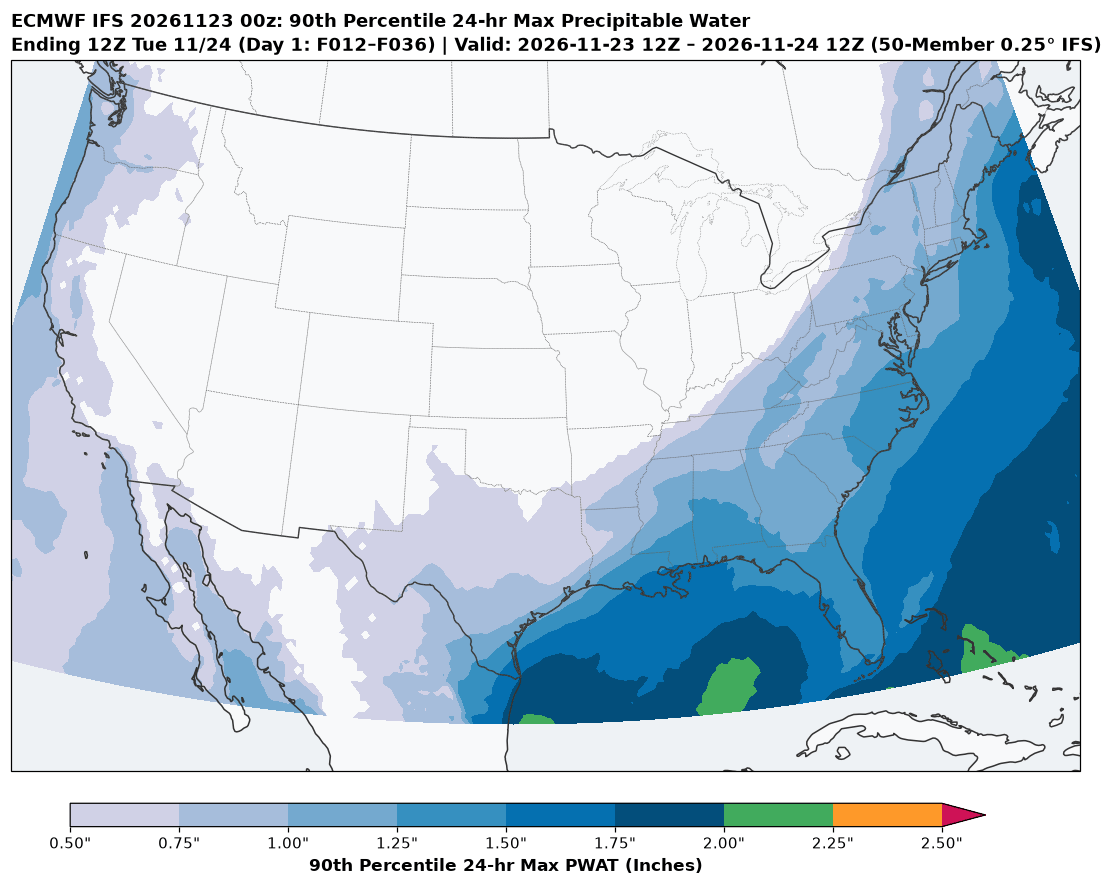 ECMWF IFS 20261123 00z: 90th Percentile 24-hr Max Precipitable Water
Ending 12Z Tue 11/24 (Day 1: F012–F036) | Valid: 2026-11-23 12Z – 2026-11-24 12Z (50-Member 0.25° IFS)
0.50" 0.75" 1.00" 1.25" 1.50" 1.75" 2.00" 2.25" 2.50"
90th Percentile 24-hr Max PWAT (Inches)